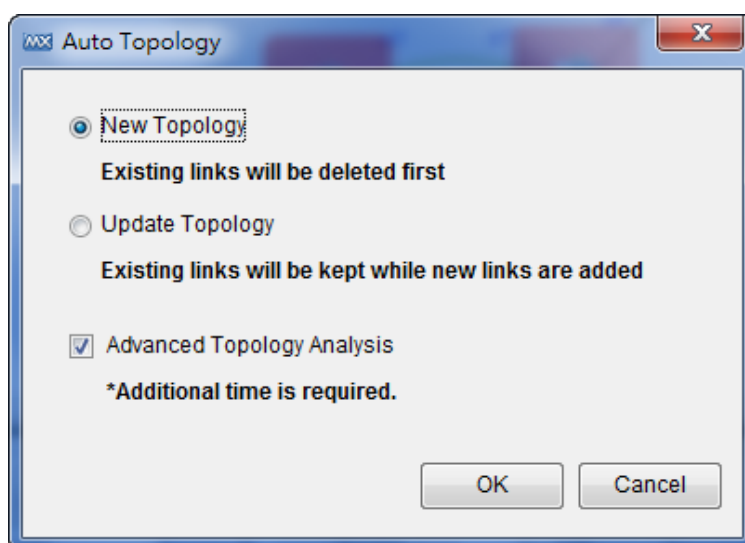 MX Auto Topology
New Topology
Existing links will be deleted first
Update Topology
Existing links will be kept while new links are added
Advanced Topology Analysis
*Additional time is required.
OK Cancel